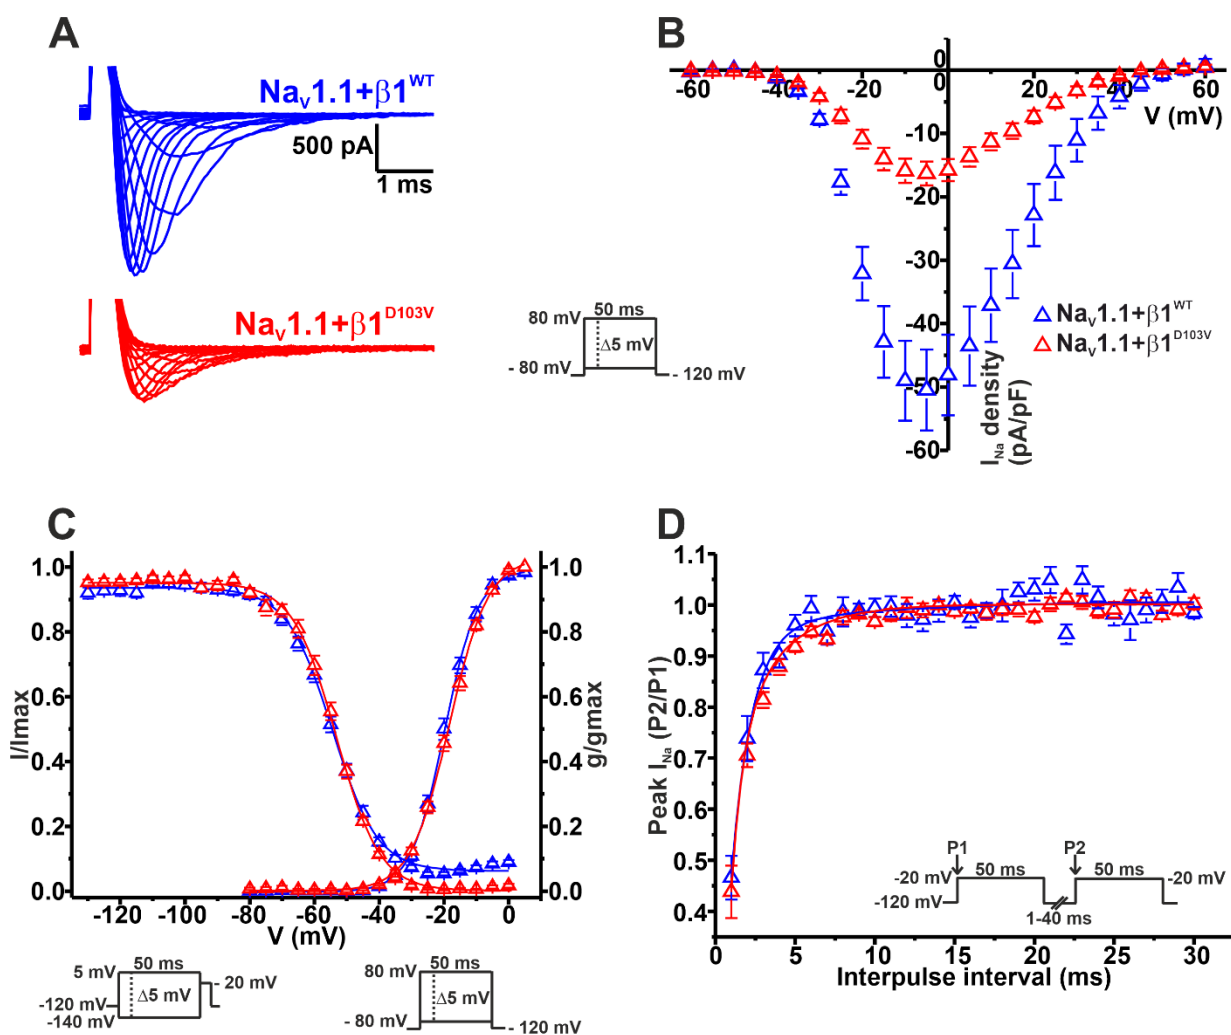 A
Nav1.1+β1WT
500 pA
1 ms
Nav1.1+β1D103V
50 ms
80 mV
Δ5 mV
- 80 mV
- 120 mV
B
0
-60 -40 -20 20 40 60
V (mV)
-10
-20
-30
-40
-50
-60
INa density
(pA/pF)
Nav1.1+β1WT
Nav1.1+β1D103V
C
I/Imax
1.0
0.8
0.6
0.4
0.2
0.0
1.0
0.8
0.6
0.4
0.2
0.0
g/gmax
-120 -100 -80 -60 -40 -20 0
V (mV)
50 ms
5 mV
- 20 mV
Δ5 mV
-120 mV
-140 mV
50 ms
80 mV
Δ5 mV
- 80 mV
- 120 mV
D
Peak INa (P2/P1)
1.1
1.0
0.9
0.8
0.7
0.6
0.5
0.4
P1 P2
-20 mV 50 ms 50 ms -20 mV
-120 mV
1-40 ms
0 5 10 15 20 25 30
Interpulse interval (ms)